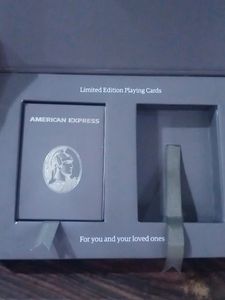 Limited Edition Playing Cards
AMERICAN EXPRESS
For you and your loved ones